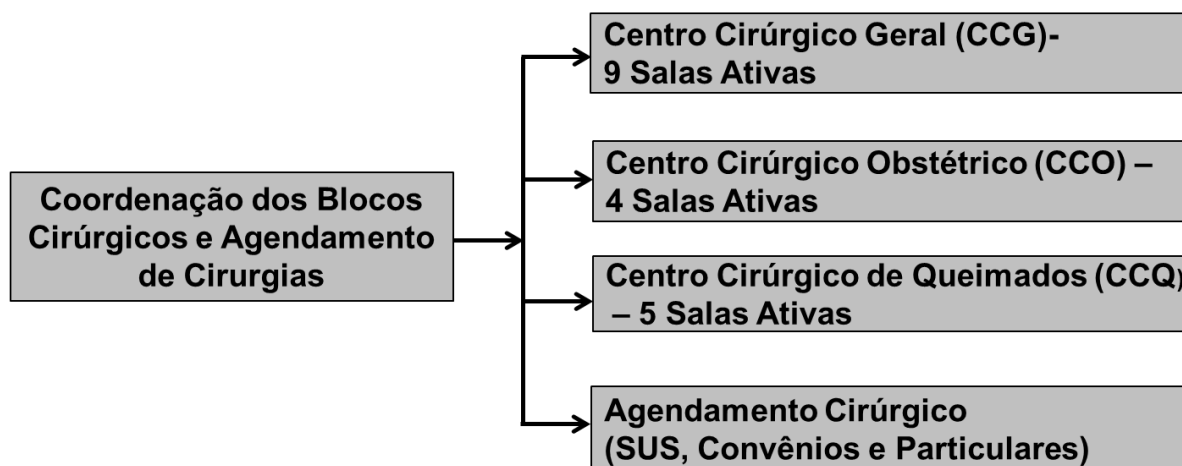 Centro Cirúrgico Geral (CCG)-
9 Salas Ativas
Centro Cirúrgico Obstétrico (CCO) –
4 Salas Ativas
Coordenação dos Blocos
Cirúrgicos e Agendamento
de Cirurgias
Centro Cirúrgico de Queimados (CCQ)
– 5 Salas Ativas
Agendamento Cirúrgico
(SUS, Convênios e Particulares)